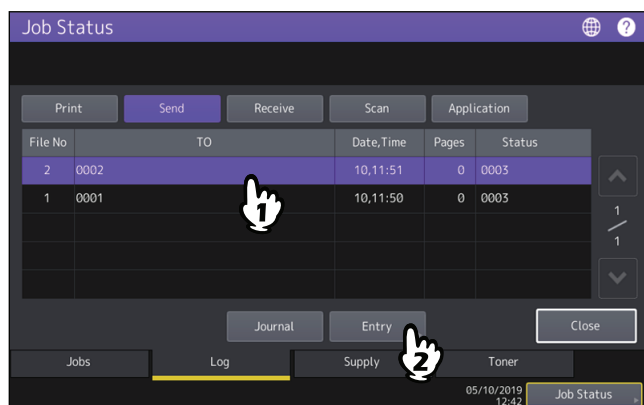 Job Status
?
Print Send Receive Scan Application
File No TO Date,Time Pages Status
2 0002 10,11:51 0 0003
1 0001 10,11:50 0 0003
1
1
1
Journal Entry Close
2
Jobs Log Supply Toner
05/10/2019
12:42
Job Status